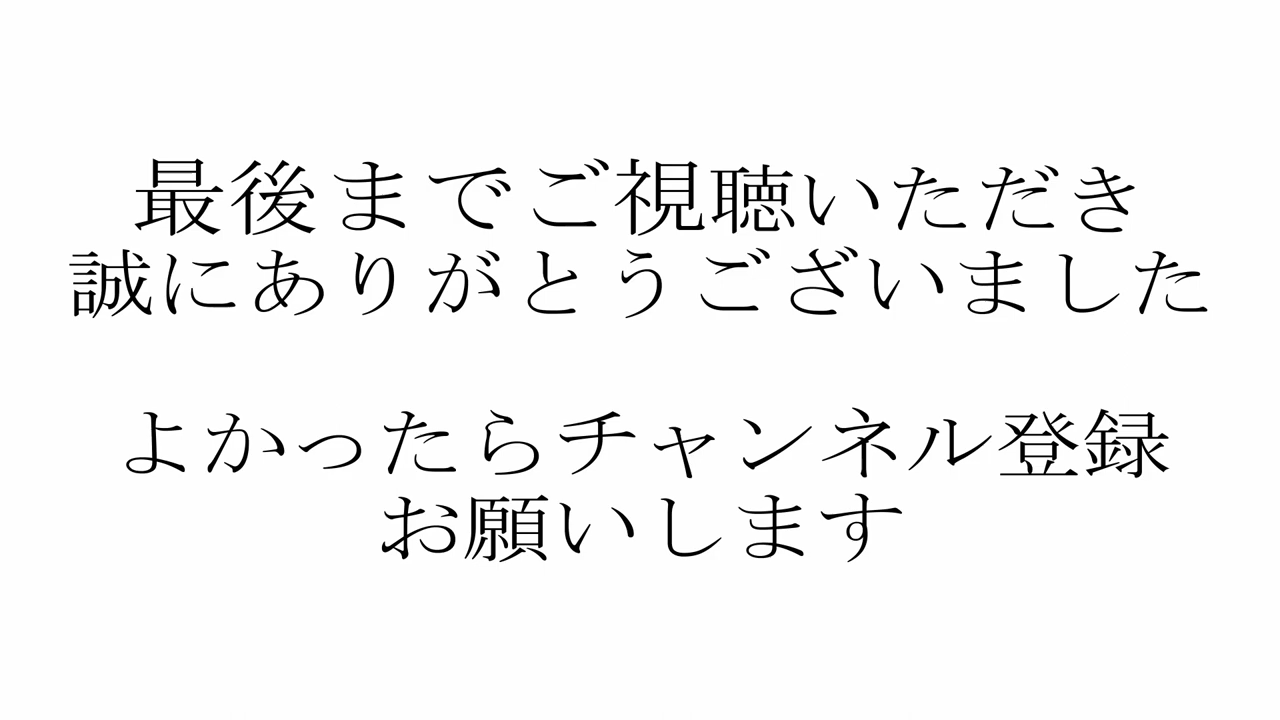 最後までご視聴いただき
誠にありがとうございました
よかったらチャンネル登録
お願いします